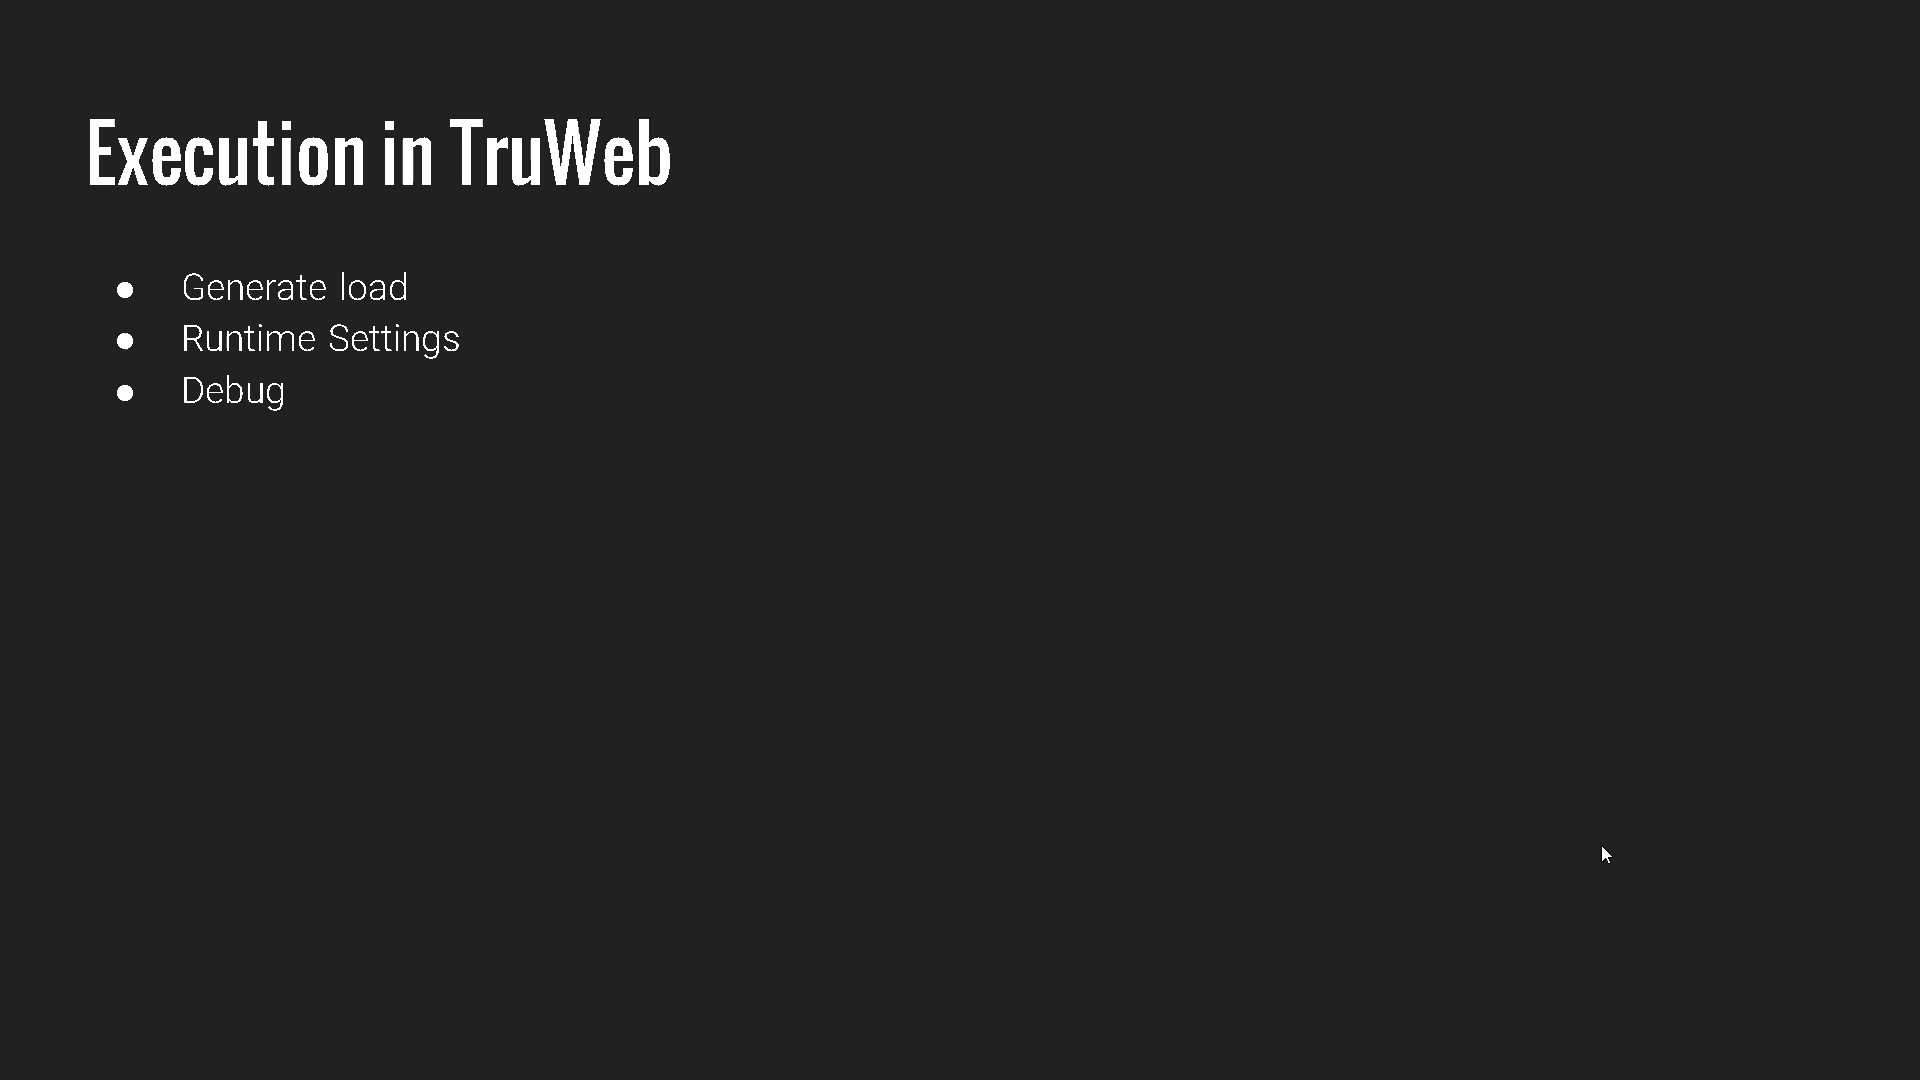 Execution in TruWeb
● Generate load
● Runtime Settings
● Debug